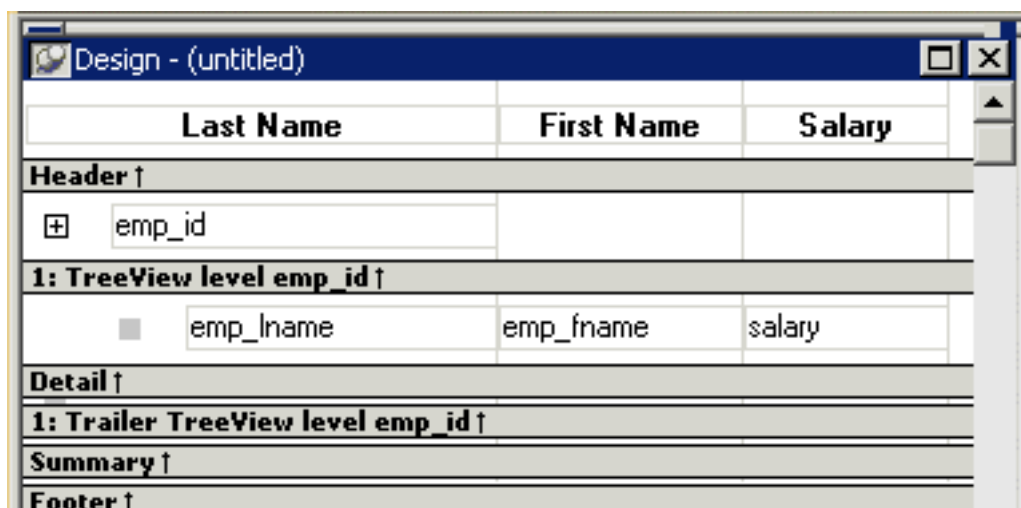 Design - (untitled)
Last Name First Name Salary
Header ↑
emp_id
1: TreeView level emp_id ↑
emp_lname emp_fname salary
Detail ↑
1: Trailer TreeView level emp_id ↑
Summary ↑
Footer ↑